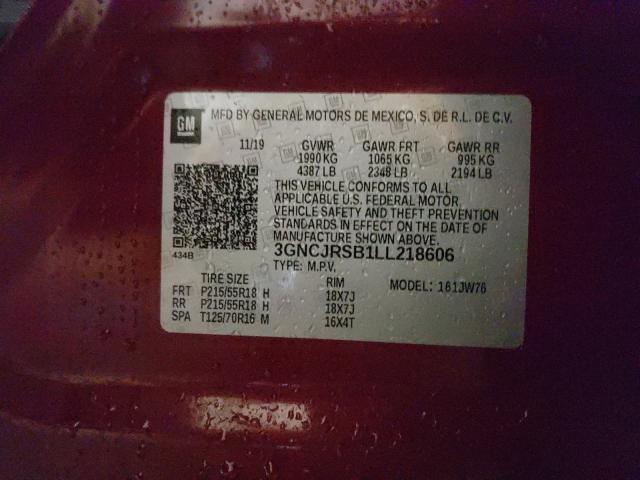 GM
MFD BY GENERAL MOTORS DE MEXICO, S. DE R.L. DE C.V.
11/19 GVWR GAWR FRT GAWR RR
1990 KG 1065 KG 995 KG
4387 LB 2348 LB 2194 LB
THIS VEHICLE CONFORMS TO ALL
APPLICABLE U.S. FEDERAL MOTOR
VEHICLE SAFETY AND THEFT PREVENTION
STANDARDS IN EFFECT ON THE DATE OF
MANUFACTURE SHOWN ABOVE.
434B 3GNCJRSB1LL218606
TYPE: M.P.V.
TIRE SIZE RIM MODEL: 1G1JW76
FRT P215/55R18 H 18X7J
RR P215/55R18 H 18X7J
SPA T125/70R16 M 16X4T